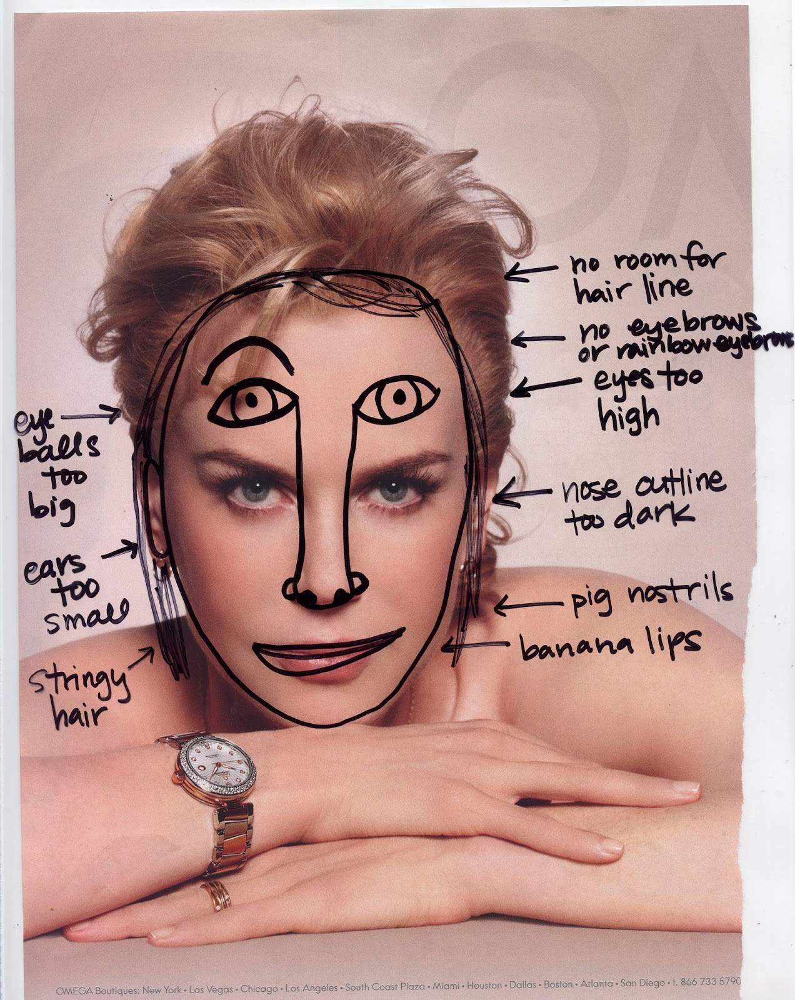 OM
no room for
hair line
no eyebrows
or rainbow eyebrows
eyes too
high
eye
balls
too
big
nose outline
too dark
ears
too
small
pig nostrils
banana lips
stringy
hair
OMEGA Boutiques: New York • Las Vegas • Chicago • Los Angeles • South Coast Plaza • Miami • Houston • Dallas • Boston • Atlanta • San Diego • t. 866 733 5790